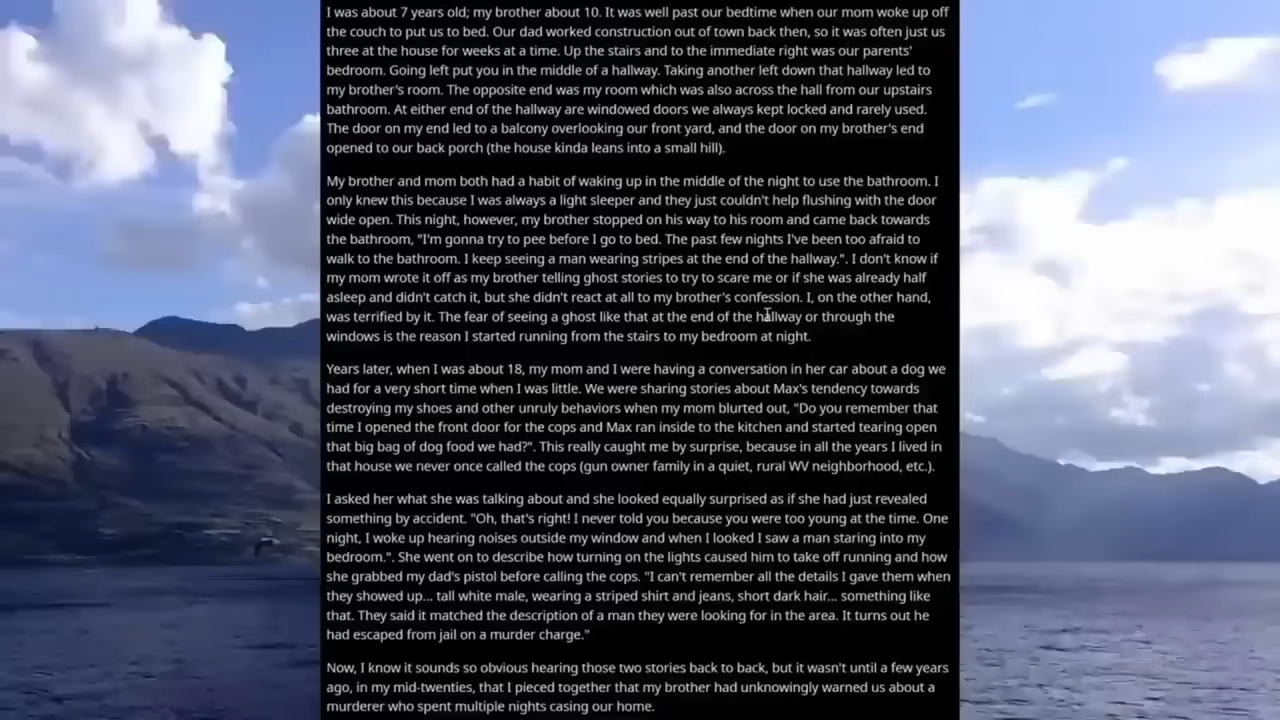 I was about 7 years old; my brother about 10. It was well past our bedtime when our mom woke up off
the couch to put us to bed. Our dad worked construction out of town back then, so it was often just us
three at the house for weeks at a time. Up the stairs and to the immediate right was our parents'
bedroom. Going left put you in the middle of a hallway. Taking another left down that hallway led to
my brother's room. The opposite end was my room which was also across the hall from our upstairs
bathroom. At either end of the hallway are windowed doors we always kept locked and rarely used.
The door on my end led to a balcony overlooking our front yard, and the door on my brother's end
opened to our back porch (the house kinda leans into a small hill).
My brother and mom both had a habit of waking up in the middle of the night to use the bathroom. I
only knew this because I was always a light sleeper and they just couldn't help flushing with the door
wide open. This night, however, my brother stopped on his way to his room and came back towards
the bathroom, "I'm gonna try to pee before I go to bed. The past few nights I've been too afraid to
walk to the bathroom. I keep seeing a man wearing stripes at the end of the hallway.". I don't know if
my mom wrote it off as my brother telling ghost stories to try to scare me or if she was already half
asleep and didn't catch it, but she didn't react at all to my brother's confession. I, on the other hand,
was terrified by it. The fear of seeing a ghost like that at the end of the hallway or through the
windows is the reason I started running from the stairs to my bedroom at night.
Years later, when I was about 18, my mom and I were having a conversation in her car about a dog we
had for a very short time when I was little. We were sharing stories about Max's tendency towards
destroying my shoes and other unruly behaviors when my mom blurted out, "Do you remember that
time I opened the front door for the cops and Max ran inside to the kitchen and started tearing open
that big bag of dog food we had?". This really caught me by surprise, because in all the years I lived in
that house we never once called the cops (gun owner family in a quiet, rural WV neighborhood, etc.).
I asked her what she was talking about and she looked equally surprised as if she had just revealed
something by accident. "Oh, that's right! I never told you because you were too young at the time. One
night, I woke up hearing noises outside my window and when I looked I saw a man staring into my
bedroom.". She went on to describe how turning on the lights caused him to take off running and how
she grabbed my dad's pistol before calling the cops. "I can't remember all the details I gave them when
they showed up... tall white male, wearing a striped shirt and jeans, short dark hair... something like
that. They said it matched the description of a man they were looking for in the area. It turns out he
had escaped from jail on a murder charge."
Now, I know it sounds so obvious hearing those two stories back to back, but it wasn't until a few years
ago, in my mid-twenties, that I pieced together that my brother had unknowingly warned us about a
murderer who spent multiple nights casing our home.